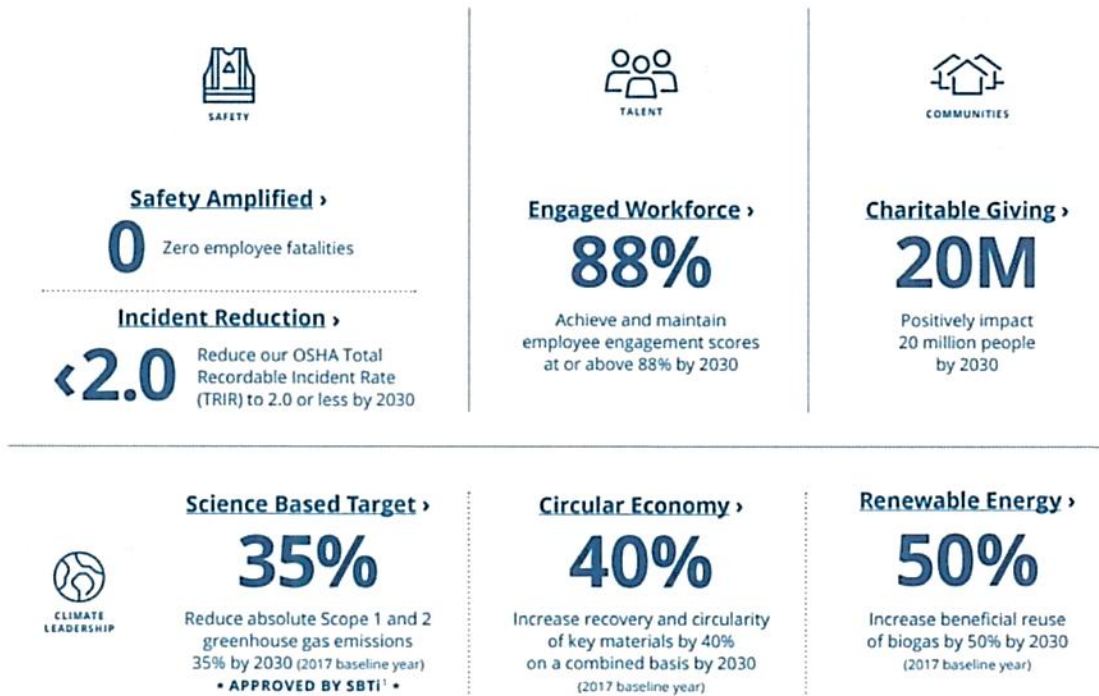 SAFETY
Safety Amplified ›
0 Zero employee fatalities
Incident Reduction ›
<2.0
Reduce our OSHA Total
Recordable Incident Rate
(TRIR) to 2.0 or less by 2030
TALENT
Engaged Workforce ›
88%
Achieve and maintain
employee engagement scores
at or above 88% by 2030
COMMUNITIES
Charitable Giving ›
20M
Positively impact
20 million people
by 2030
CLIMATE
LEADERSHIP
Science Based Target ›
35%
Reduce absolute Scope 1 and 2
greenhouse gas emissions
35% by 2030 (2017 baseline year)
• APPROVED BY SBTi¹ •
Circular Economy ›
40%
Increase recovery and circularity
of key materials by 40%
on a combined basis by 2030
(2017 baseline year)
Renewable Energy ›
50%
Increase beneficial reuse
of biogas by 50% by 2030
(2017 baseline year)